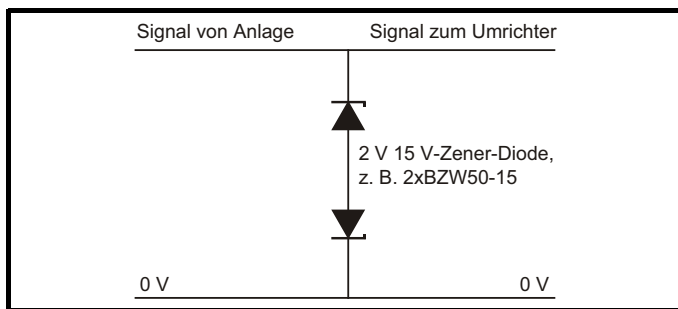 Signal von Anlage
Signal zum Umrichter
2 V 15 V-Zener-Diode,
z. B. 2xBZW50-15
0 V
0 V